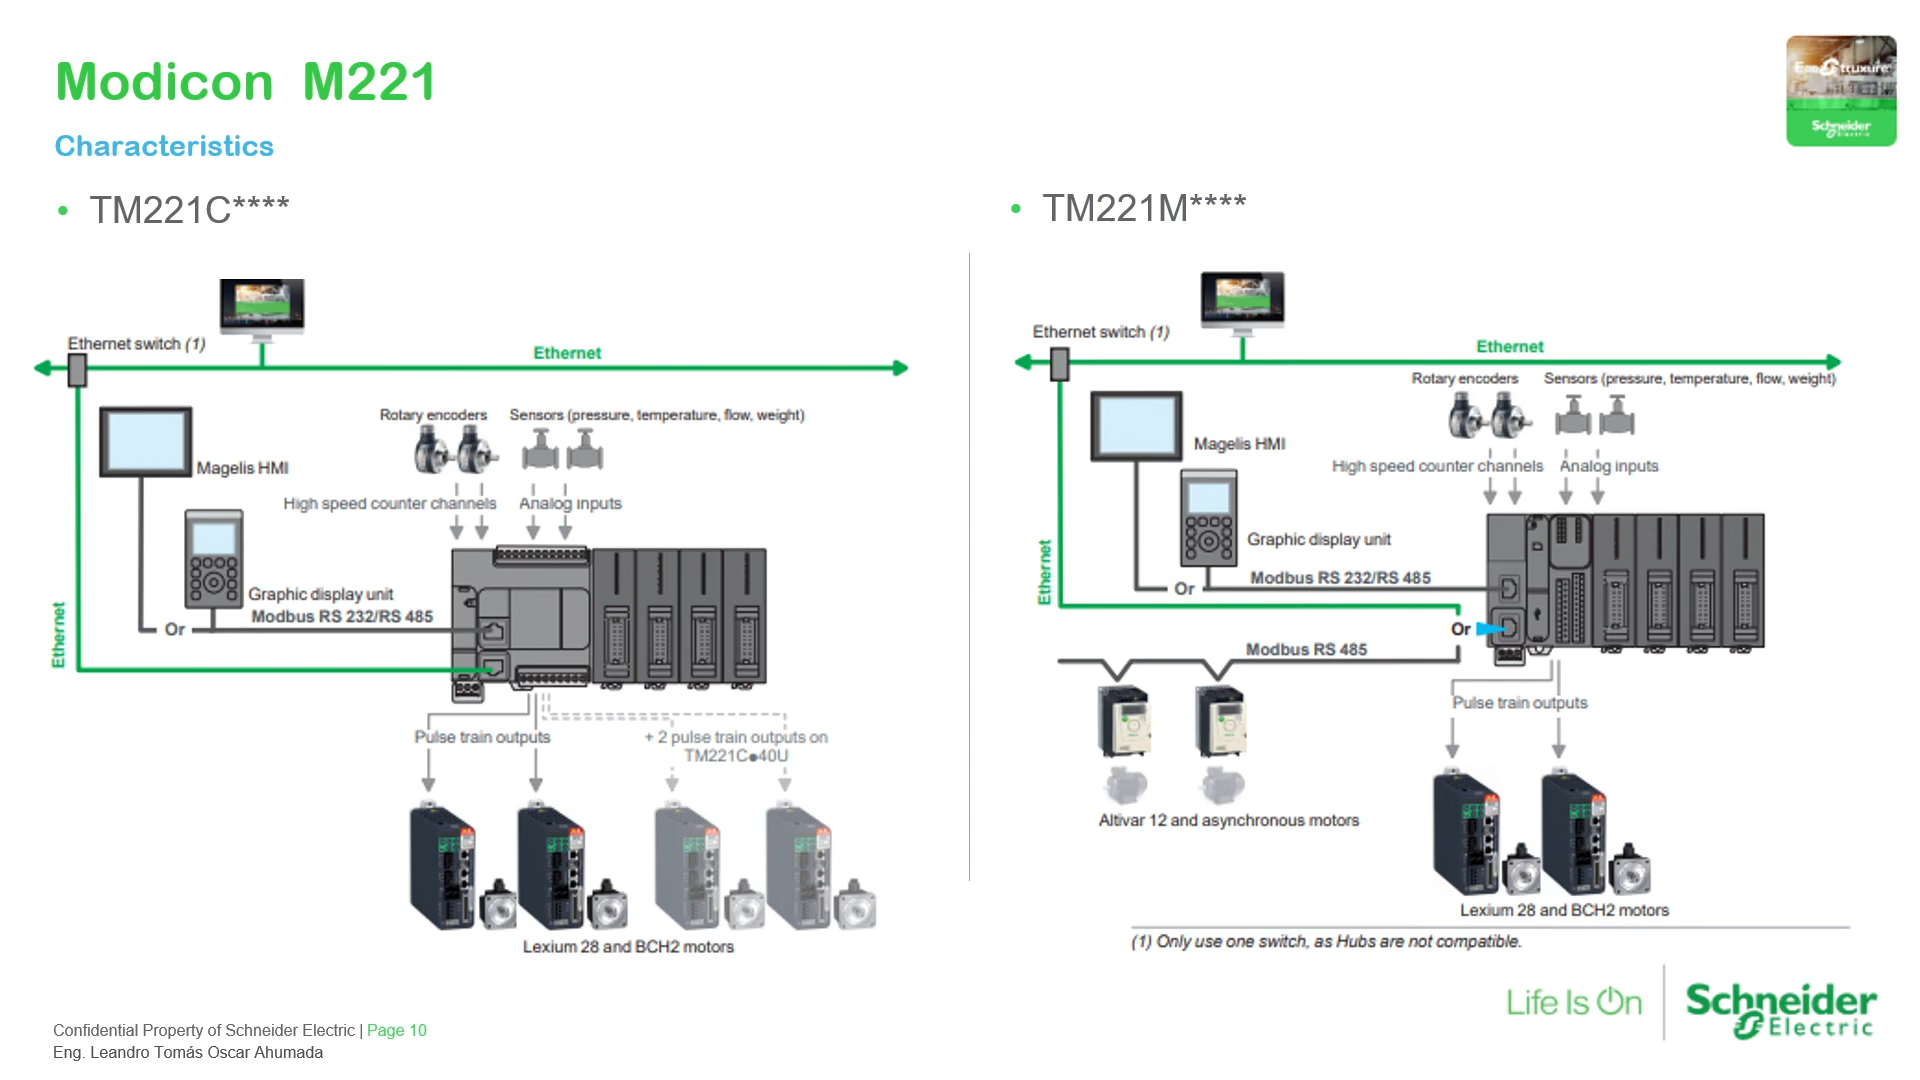 Modicon M221
Characteristics
• TM221C****
Ethernet switch (1)
Ethernet
Rotary encoders
Sensors (pressure, temperature, flow, weight)
Magelis HMI
High speed counter channels
Analog inputs
Graphic display unit
Modbus RS 232/RS 485
Or
Ethernet
Pulse train outputs
+ 2 pulse train outputs on
TM221C●40U
Lexium 28 and BCH2 motors
• TM221M****
Ethernet switch (1)
Ethernet
Rotary encoders
Sensors (pressure, temperature, flow, weight)
Magelis HMI
High speed counter channels
Analog inputs
Graphic display unit
Modbus RS 232/RS 485
Or
Ethernet
Or
Modbus RS 485
Pulse train outputs
Altivar 12 and asynchronous motors
Lexium 28 and BCH2 motors
(1) Only use one switch, as Hubs are not compatible.
EcoStruxure
Schneider
Electric
Life Is On
Schneider
Electric
Confidential Property of Schneider Electric | Page 10
Eng. Leandro Tomás Oscar Ahumada